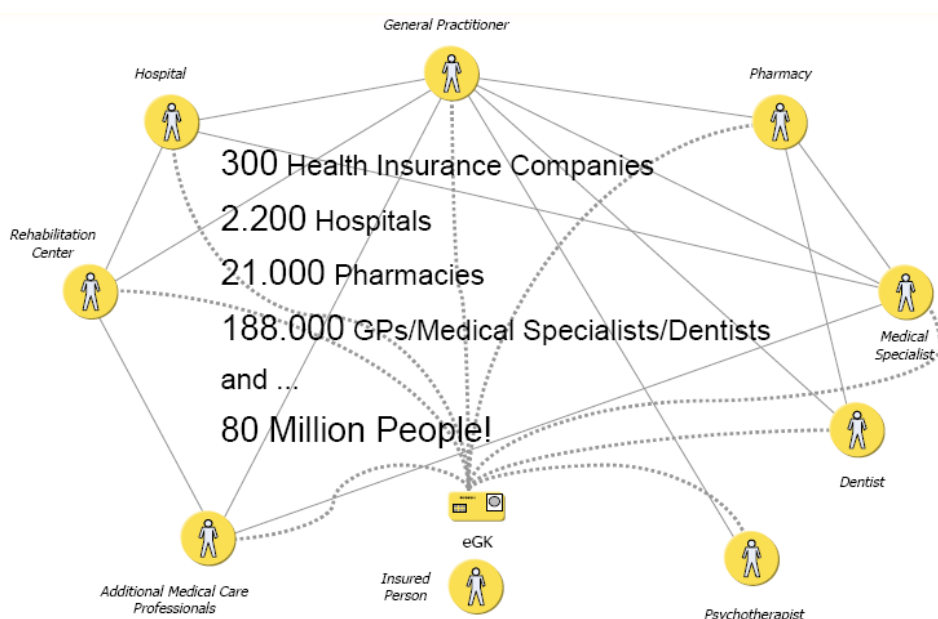 General Practitioner
Hospital
Pharmacy
300 Health Insurance Companies
2.200 Hospitals
Rehabilitation
Center
21.000 Pharmacies
188.000 GPs/Medical Specialists/Dentists
Medical
Specialist
and ...
80 Million People!
Dentist
eGK
Insured
Person
Additional Medical Care
Professionals
Psychotherapist